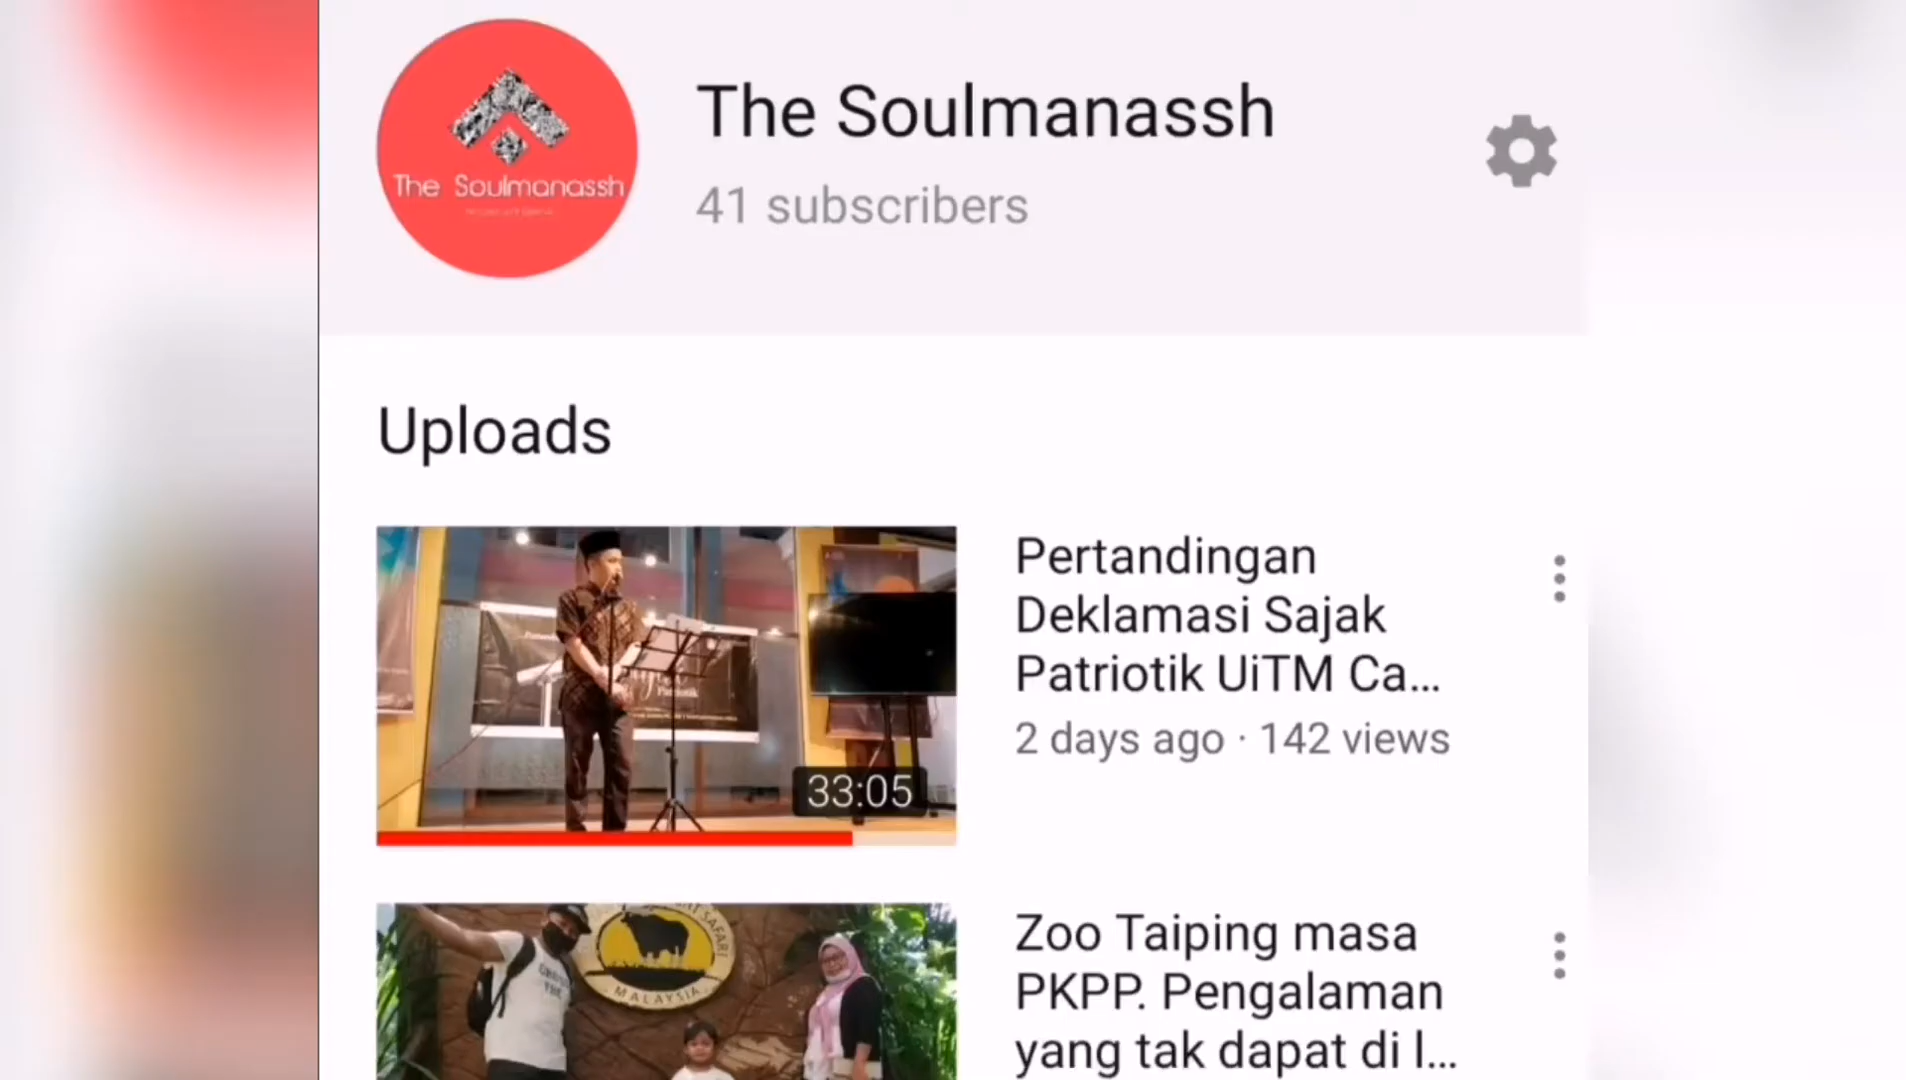 The Soulmanassh
The Soulmanassh
41 subscribers
Uploads
Patriotik
33:05
Pertandingan
Deklamasi Sajak
Patriotik UiTM Ca...
2 days ago · 142 views
MALAYSIA
Zoo Taiping masa
PKPP. Pengalaman
yang tak dapat di l...